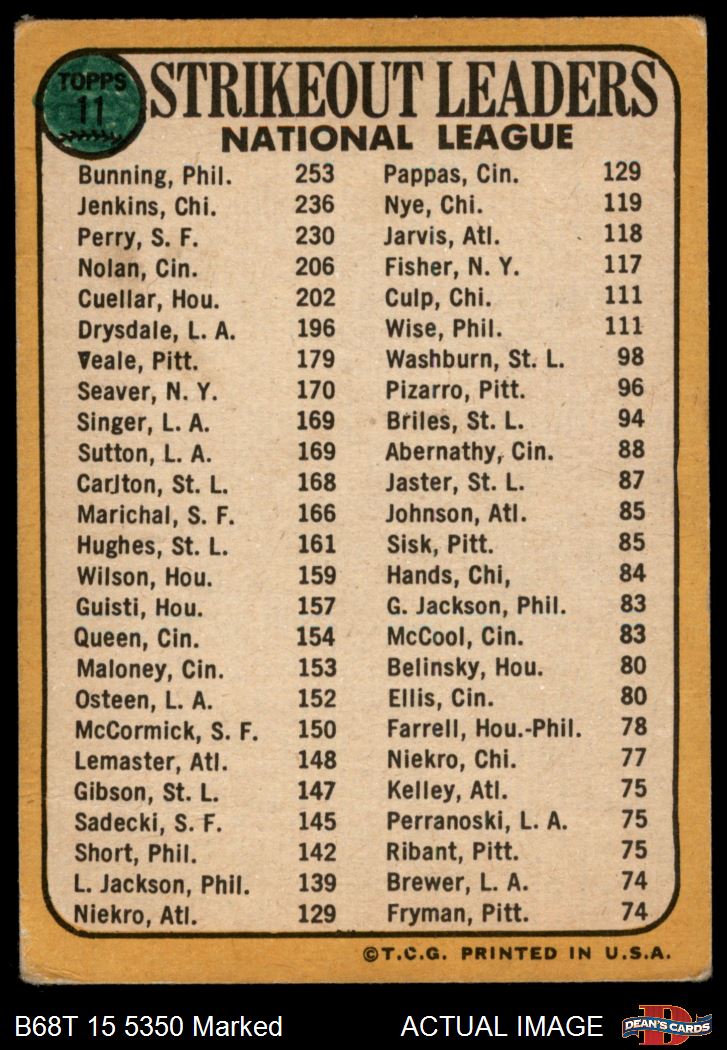 TOPPS
11
STRIKEOUT LEADERS
NATIONAL LEAGUE
Bunning, Phil. 253
Jenkins, Chi. 236
Perry, S. F. 230
Nolan, Cin. 206
Cuellar, Hou. 202
Drysdale, L. A. 196
Veale, Pitt. 179
Seaver, N. Y. 170
Singer, L. A. 169
Sutton, L. A. 169
Carlton, St. L. 168
Marichal, S. F. 166
Hughes, St. L. 161
Wilson, Hou. 159
Guisti, Hou. 157
Queen, Cin. 154
Maloney, Cin. 153
Osteen, L. A. 152
McCormick, S. F. 150
Lemaster, Atl. 148
Gibson, St. L. 147
Sadecki, S. F. 145
Short, Phil. 142
L. Jackson, Phil. 139
Niekro, Atl. 129
Pappas, Cin. 129
Nye, Chi. 119
Jarvis, Atl. 118
Fisher, N. Y. 117
Culp, Chi. 111
Wise, Phil. 111
Washburn, St. L. 98
Pizarro, Pitt. 96
Briles, St. L. 94
Abernathy, Cin. 88
Jaster, St. L. 87
Johnson, Atl. 85
Sisk, Pitt. 85
Hands, Chi, 84
G. Jackson, Phil. 83
McCool, Cin. 83
Belinsky, Hou. 80
Ellis, Cin. 80
Farrell, Hou.-Phil. 78
Niekro, Chi. 77
Kelley, Atl. 75
Perranoski, L. A. 75
Ribant, Pitt. 75
Brewer, L. A. 74
Fryman, Pitt. 74
©T.C.G. PRINTED IN U.S.A.
B68T 15 5350 Marked ACTUAL IMAGE
D
DEAN'S CARDS